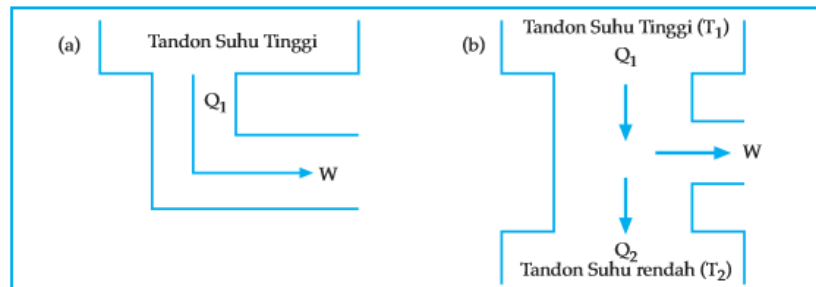 (a)
Tandon Suhu Tinggi
Q₁
W
(b)
Tandon Suhu Tinggi (T₁)
Q₁
W
Q₂
Tandon Suhu rendah (T₂)